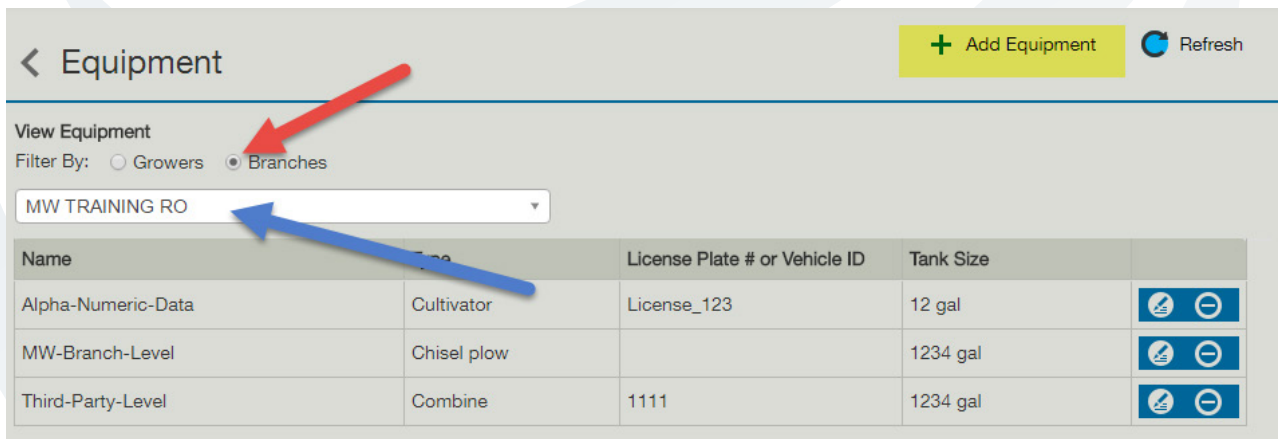 Equipment
+ Add Equipment
Refresh
View Equipment
Filter By: Growers Branches
MW TRAINING RO
Name License Plate # or Vehicle ID Tank Size
Alpha-Numeric-Data Cultivator License_123 12 gal
MW-Branch-Level Chisel plow 1234 gal
Third-Party-Level Combine 1111 1234 gal